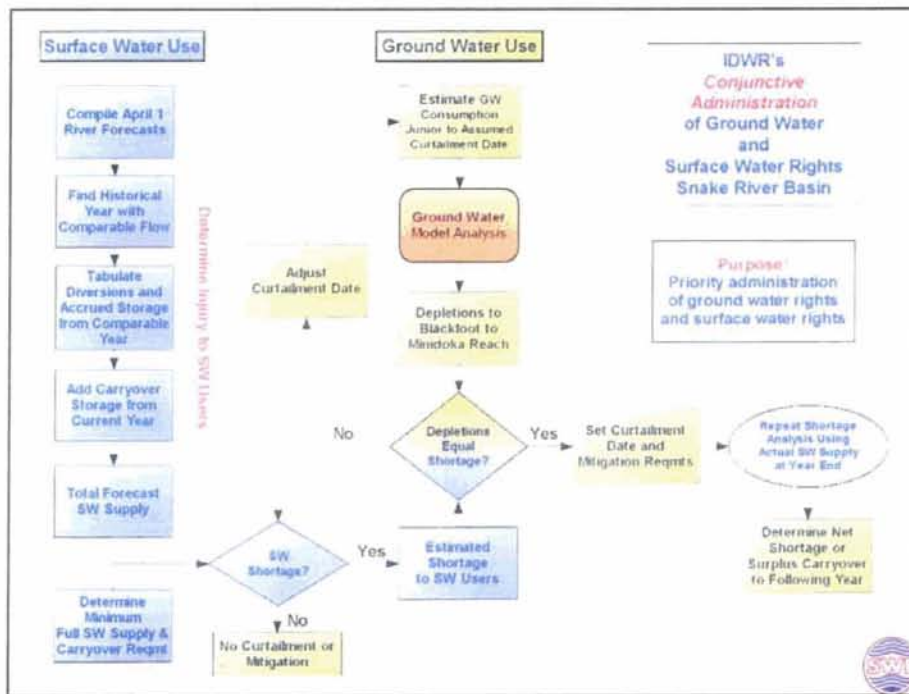 Surface Water Use
Compile April 1
River Forecasts
Find Historical
Year with
Comparable Flow
Tabulate
Diversions and
Accrued Storage
from Comparable
Year
Add Carryover
Storage from
Current Year
Total Forecast
SW Supply
Determine
Minimum
Full SW Supply &
Carryover Reqmt
Determine Injury to SW Users
SW
Shortage?
Yes
No
No Curtailment or
Mitigation
Estimated
Shortage
to SW Users
Ground Water Use
Estimate GW
Consumption
Junior to Assumed
Curtailment Date
Ground Water
Model Analysis
Adjust
Curtailment Date
Depletions to
Blackfoot to
Minidoka Reach
No
Depletions
Equal
Shortage?
Yes
Set Curtailment
Date and
Mitigation Reqmts
Repeat Shortage
Analysis Using
Actual SW Supply
at Year End
Determine Net
Shortage or
Surplus Carryover
to Following Year
IDWR's
Conjunctive
Administration
of Ground Water
and
Surface Water Rights
Snake River Basin
Purpose:
Priority administration
of ground water rights
and surface water rights